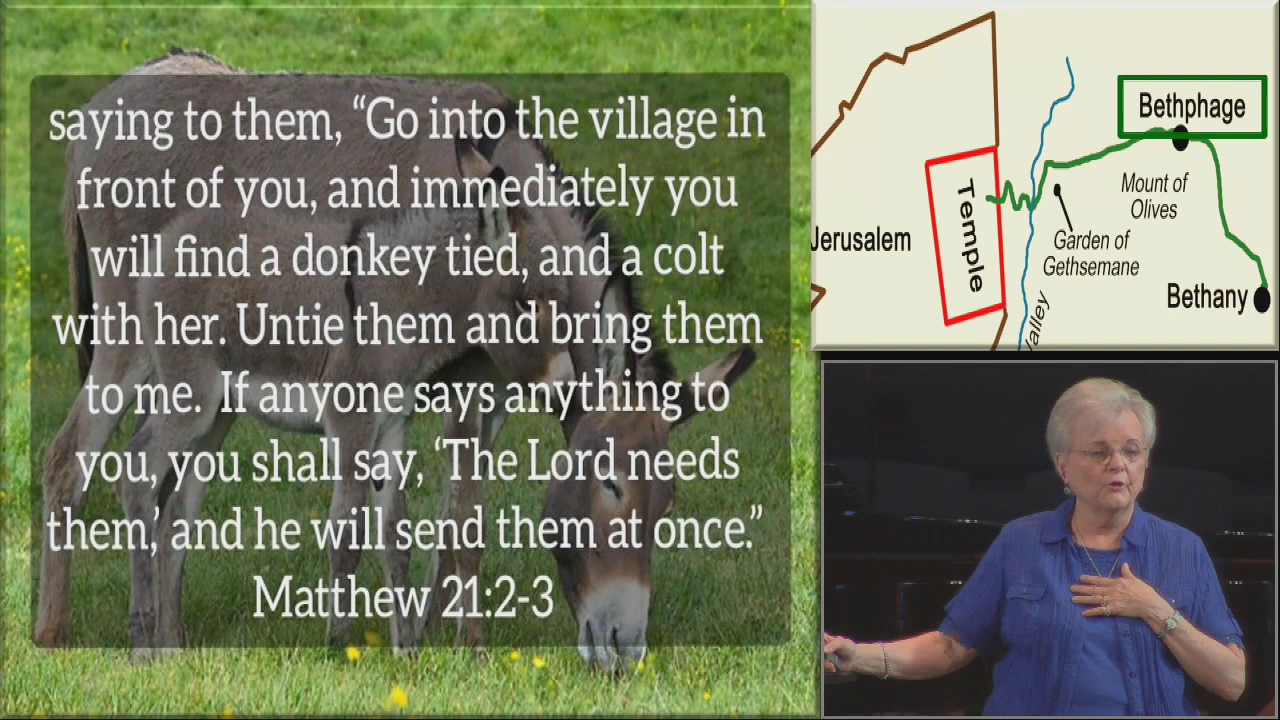 saying to them, “Go into the village in
front of you, and immediately you
will find a donkey tied, and a colt
with her. Untie them and bring them
to me.  If anyone says anything to
you, you shall say, ‘The Lord needs
them,’ and he will send them at once.”
Matthew 21:2-3
Bethphage
Mount of
Olives
Temple
Jerusalem
Garden of
Gethsemane
Bethany
Valley